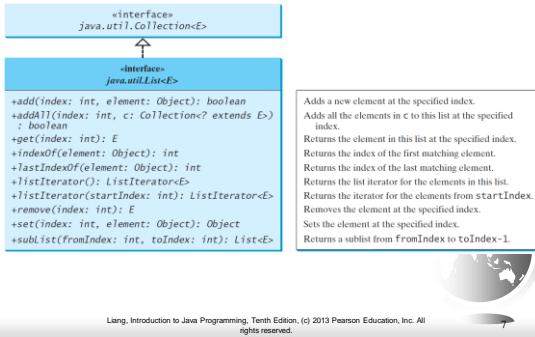 «interface»
java.util.Collection<E>
«interface»
java.util.List<E>
+add(index: int, element: Object): boolean
+addAll(index: int, c: Collection<? extends E>)
: boolean
+get(index: int): E
+indexOf(element: Object): int
+lastIndexOf(element: Object): int
+listIterator(): ListIterator<E>
+listIterator(startIndex: int): ListIterator<E>
+remove(index: int): E
+set(index: int, element: Object): Object
+subList(fromIndex: int, toIndex: int): List<E>
Adds a new element at the specified index.
Adds all the elements in c to this list at the specified
index.
Returns the element in this list at the specified index.
Returns the index of the first matching element.
Returns the index of the last matching element.
Returns the list iterator for the elements in this list.
Returns the iterator for the elements from startIndex.
Removes the element at the specified index.
Sets the element at the specified index.
Returns a sublist from fromIndex to toIndex-1.
Liang, Introduction to Java Programming, Tenth Edition, (c) 2013 Pearson Education, Inc. All
rights reserved.
7